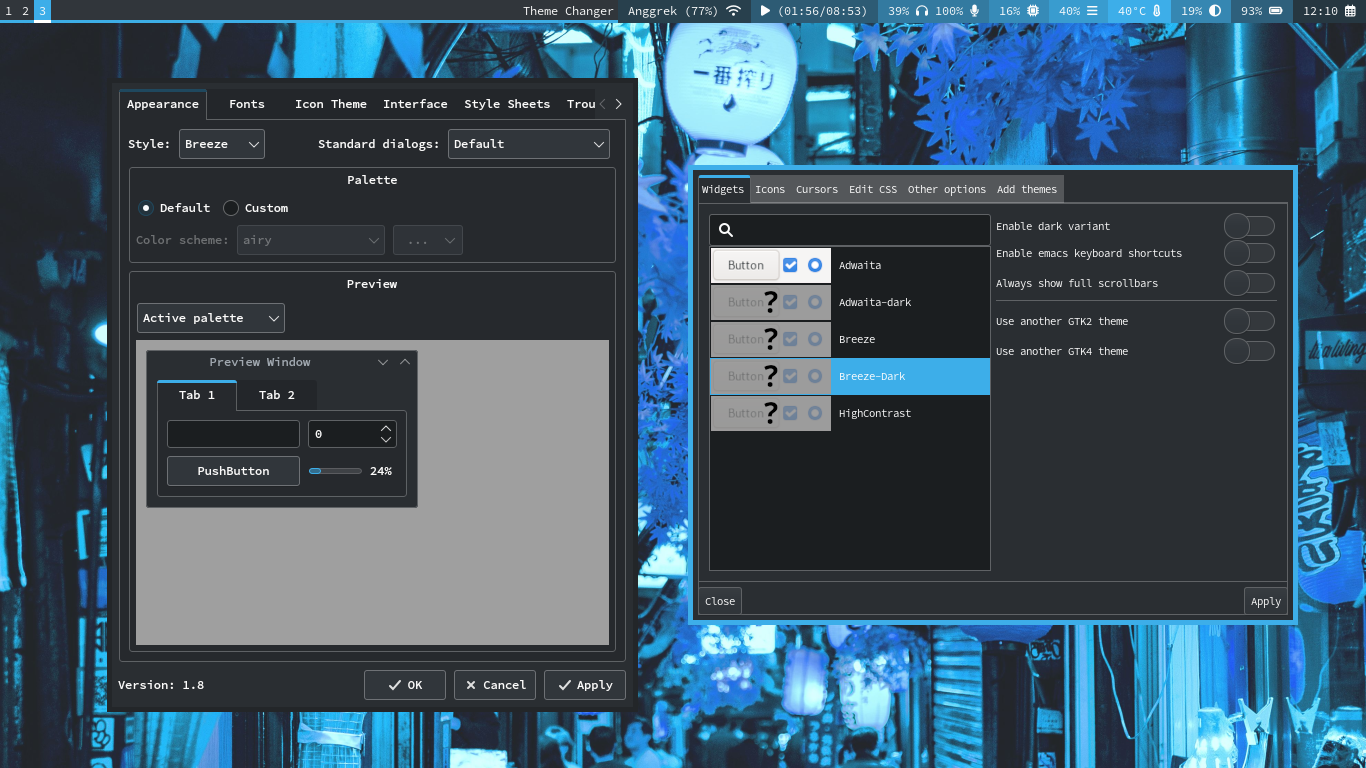 1 2 3 Theme Changer Anggrek (77%) (01:56/08:53) 39% 100% 16% 40% 40°C 19% 93% 12:10
Appearance Fonts Icon Theme Interface Style Sheets Trou
Style: Breeze Standard dialogs: Default
Palette
Default Custom
Color scheme: airy ...
Preview
Active palette
Preview Window
Tab 1 Tab 2
0
PushButton 24%
Version: 1.8 OK Cancel Apply
一番搾り
Widgets Icons Cursors Edit CSS Other options Add themes
Button Adwaita
Button ? Adwaita-dark
Button ? Breeze
Button ? Breeze-Dark
Button ? HighContrast
Enable dark variant
Enable emacs keyboard shortcuts
Always show full scrollbars
Use another GTK2 theme
Use another GTK4 theme
Close Apply